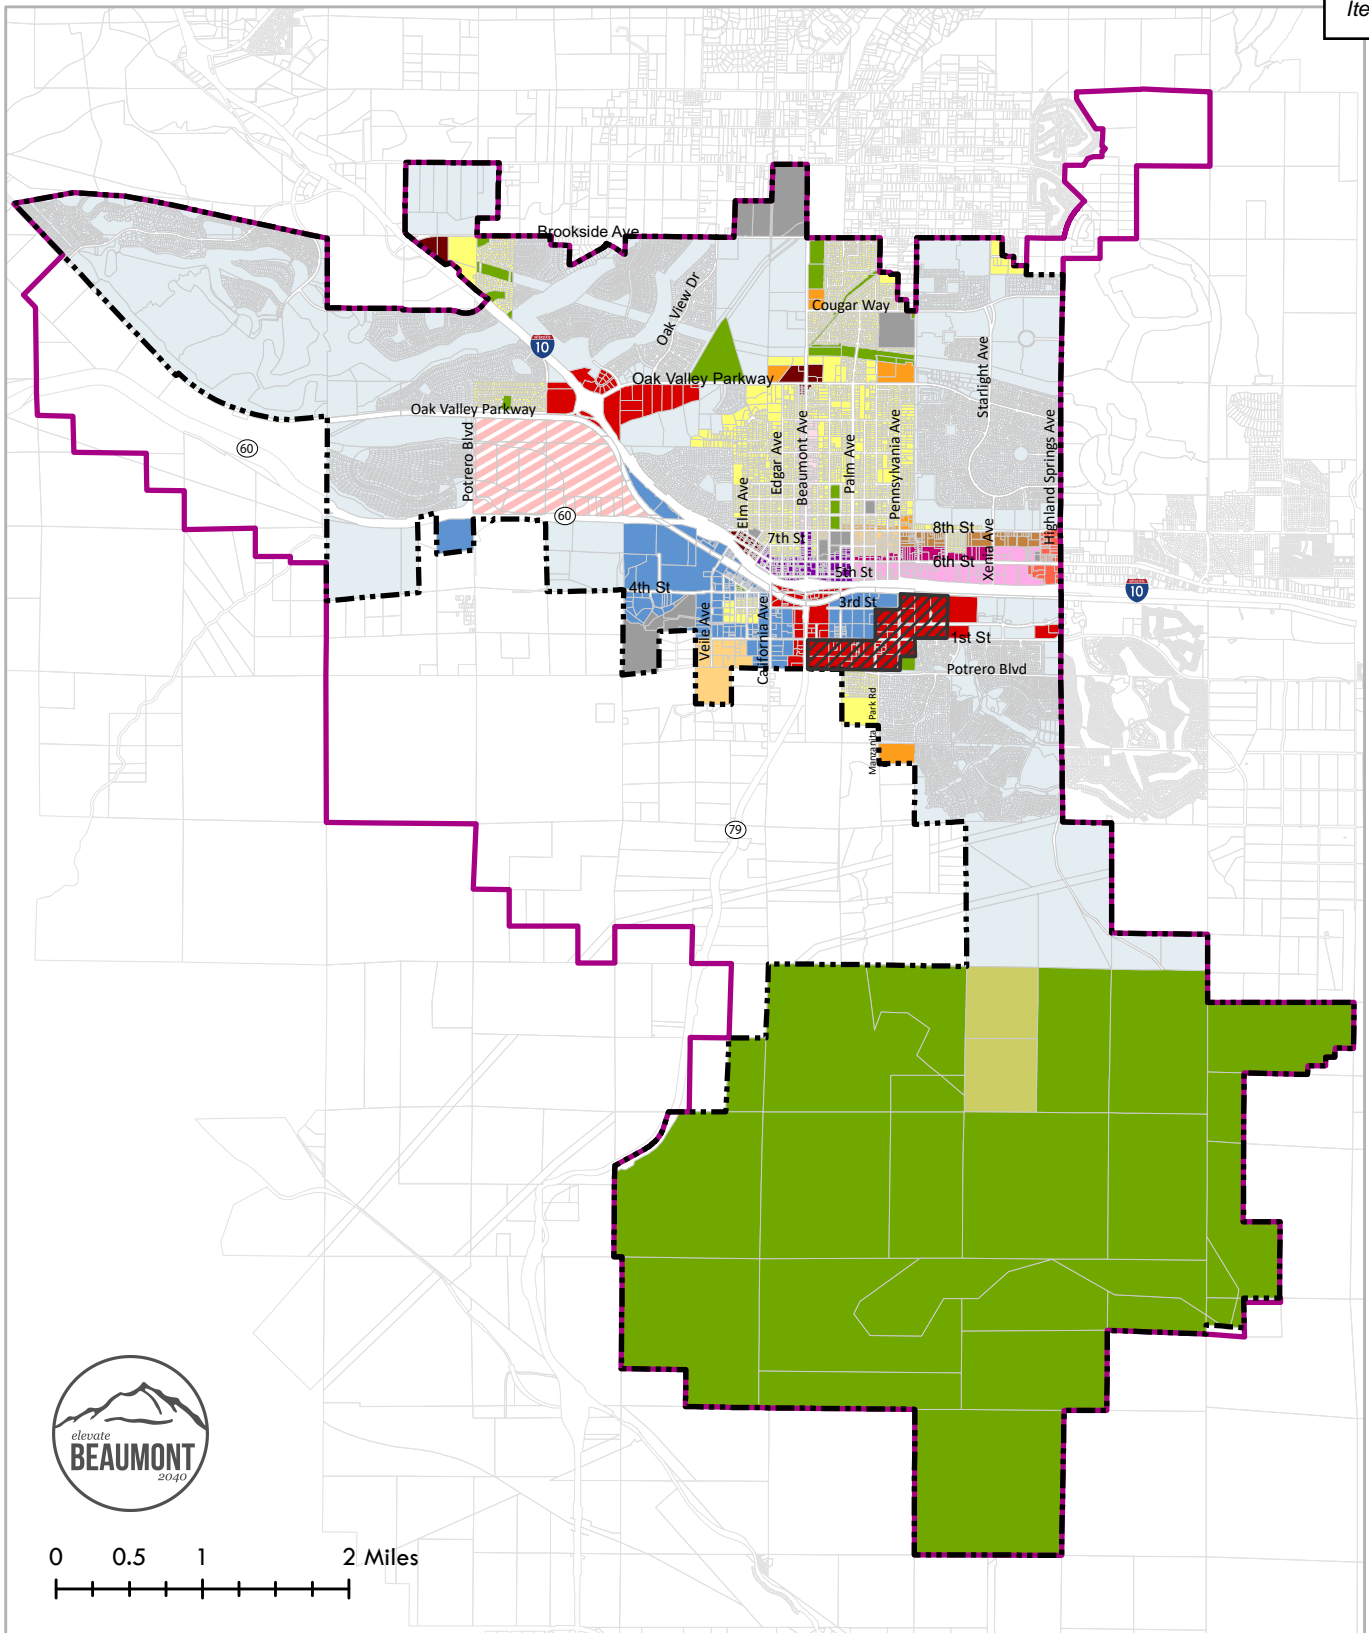 Ite
Brookside Ave
Oak View Dr
Cougar Way
10
Starlight Ave
Oak Valley Parkway
Oak Valley Parkway
60
Potrero Blvd
Edgar Ave
Beaumont Ave
Palm Ave
Pennsylvania Ave
Highland Springs Ave
Elm Ave
60
8th St
7th St
6th St
Xenia Ave
5th St
4th St
10
3rd St
Veile Ave
California Ave
1st St
Potrero Blvd
Manzanita Park Rd
79
elevate
BEAUMONT
2040
0 0.5 1 2 Miles